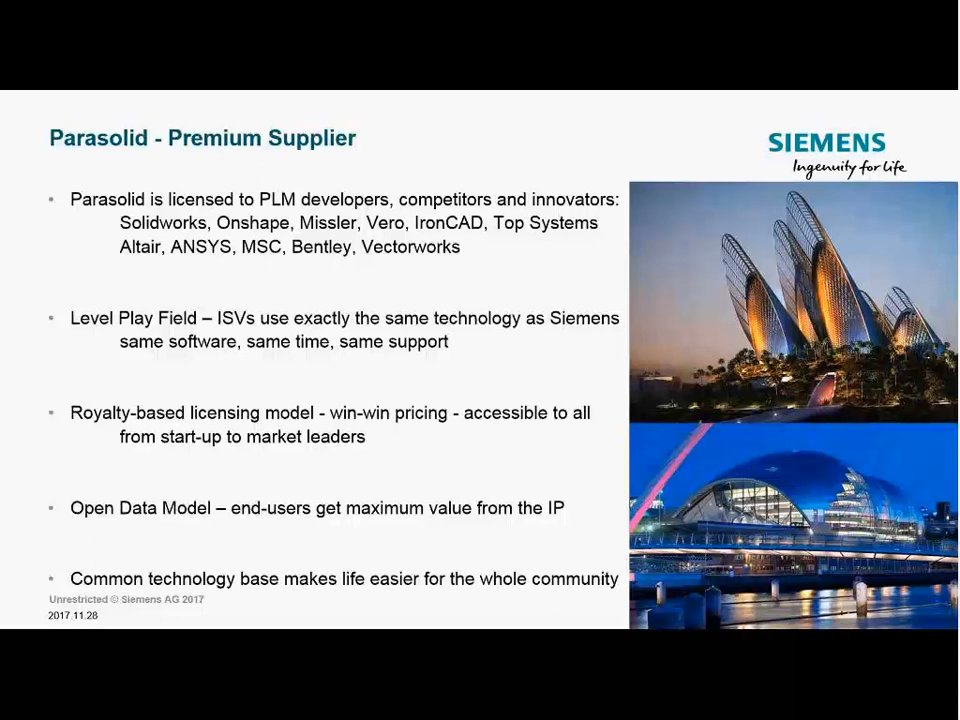 Parasolid - Premium Supplier
SIEMENS
Ingenuity for life
▪ Parasolid is licensed to PLM developers, competitors and innovators:
Solidworks, Onshape, Missler, Vero, IronCAD, Top Systems
Altair, ANSYS, MSC, Bentley, Vectorworks
▪ Level Play Field – ISVs use exactly the same technology as Siemens
same software, same time, same support
▪ Royalty-based licensing model - win-win pricing - accessible to all
from start-up to market leaders
▪ Open Data Model – end-users get maximum value from the IP
▪ Common technology base makes life easier for the whole community
Unrestricted © Siemens AG 2017
2017.11.28